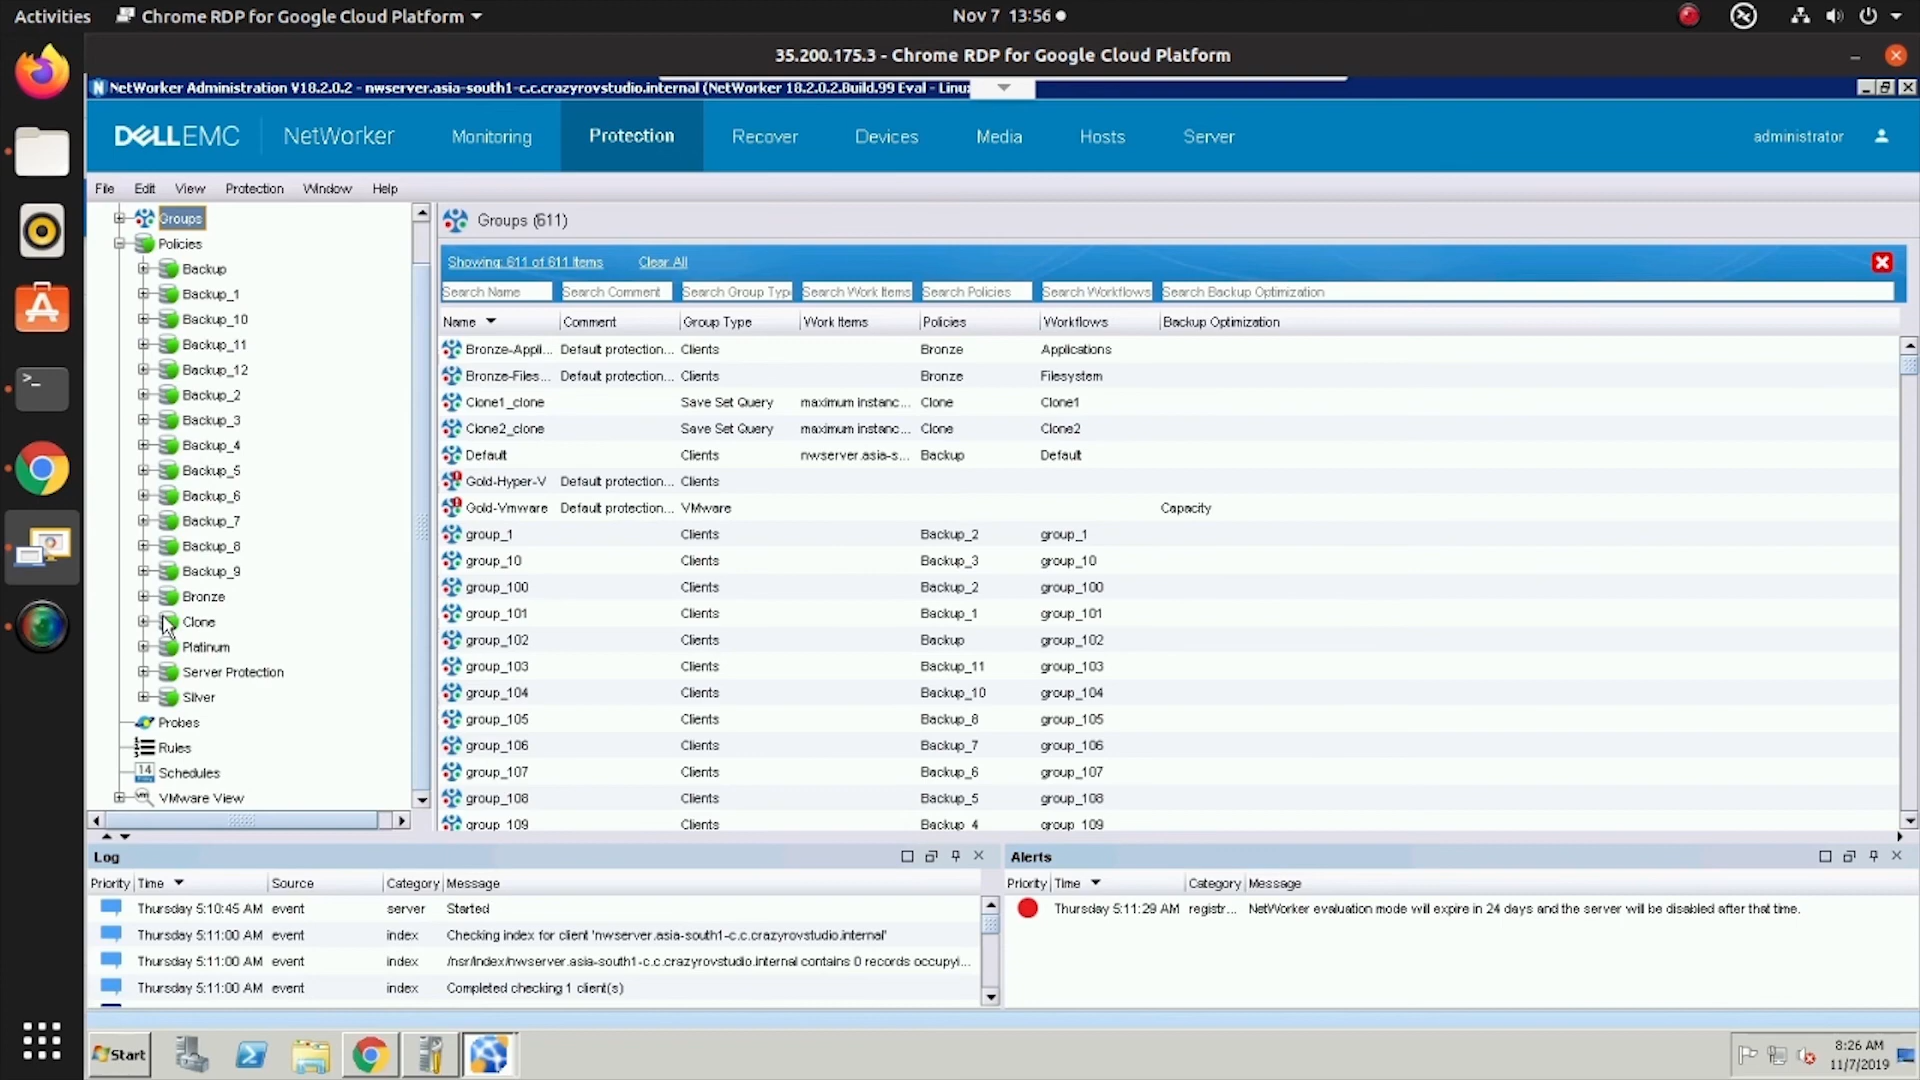 Activities
Chrome RDP for Google Cloud Platform
Nov 7 13:56
35.200.175.3 - Chrome RDP for Google Cloud Platform
NetWorker Administration V18.2.0.2 - nwserver.asia-south1-c.c.crazyrovstudio.internal (NetWorker 18.2.0.2.Build.99 Eval - Linux
DELLEMC
NetWorker
Monitoring
Protection
Recover
Devices
Media
Hosts
Server
administrator
File Edit View Protection Window Help
Groups
Policies
Backup
Backup_1
Backup_10
Backup_11
Backup_12
Backup_2
Backup_3
Backup_4
Backup_5
Backup_6
Backup_7
Backup_8
Backup_9
Bronze
Clone
Platinum
Server Protection
Silver
Probes
Rules
14
Schedules
vm
VMware View
Groups (611)
Showing: 611 of 611 Items Clear All
Search Name Search Comment Search Group Typ Search Work Items Search Policies Search Workflows Search Backup Optimization
Name Comment Group Type Work Items Policies Workflows Backup Optimization
Bronze-Appli... Default protection... Clients Bronze Applications
Bronze-Files... Default protection... Clients Bronze Filesystem
Clone1_clone Save Set Query maximum instanc... Clone Clone1
Clone2_clone Save Set Query maximum instanc... Clone Clone2
Default Clients nwserver.asia-s... Backup Default
Gold-Hyper-V Default protection... Clients
Gold-Vmware Default protection... VMware Capacity
group_1 Clients Backup_2 group_1
group_10 Clients Backup_3 group_10
group_100 Clients Backup_2 group_100
group_101 Clients Backup_1 group_101
group_102 Clients Backup group_102
group_103 Clients Backup_11 group_103
group_104 Clients Backup_10 group_104
group_105 Clients Backup_8 group_105
group_106 Clients Backup_7 group_106
group_107 Clients Backup_6 group_107
group_108 Clients Backup_5 group_108
group_109 Clients Backup_4 group_109
Log
Priority Time Source Category Message
Thursday 5:10:45 AM event server Started
Thursday 5:11:00 AM event index Checking index for client 'nwserver.asia-south1-c.c.crazyrovstudio.internal'
Thursday 5:11:00 AM event index /nsr/index/nwserver.asia-south1-c.c.crazyrovstudio.internal contains 0 records occupyi...
Thursday 5:11:00 AM event index Completed checking 1 client(s)
Alerts
Priority Time Category Message
Thursday 5:11:29 AM registr... NetWorker evaluation mode will expire in 24 days and the server will be disabled after that time.
Start
8:26 AM
11/7/2019